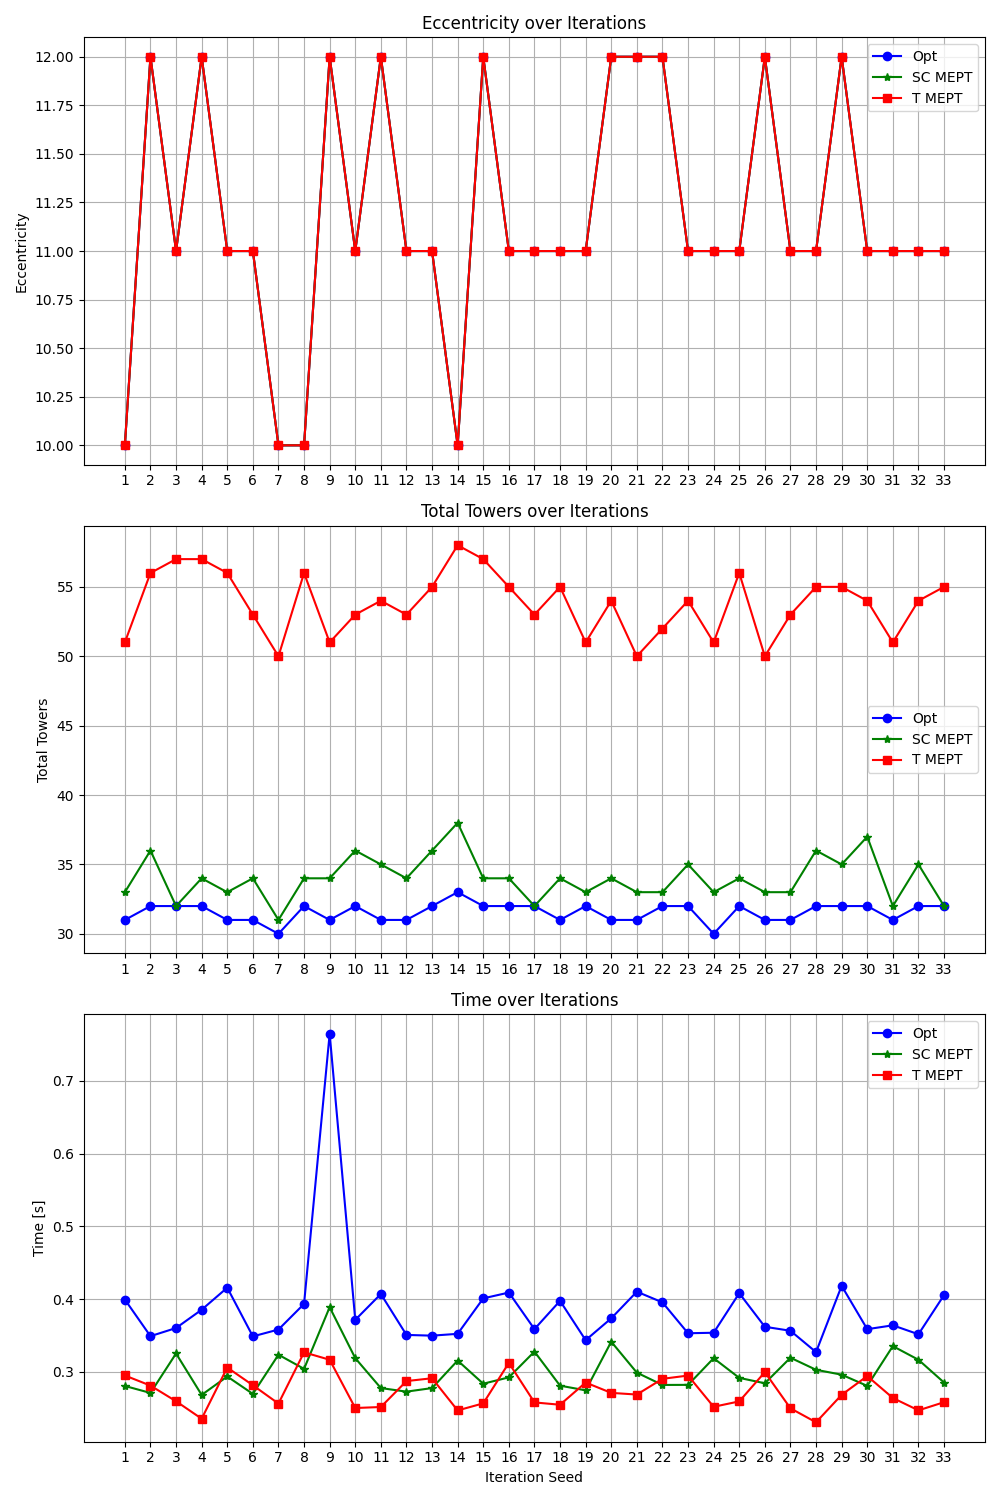 Eccentricity over Iterations
Eccentricity
12.00
11.75
11.50
11.25
11.00
10.75
10.50
10.25
10.00
Opt
SC MEPT
T MEPT
1 2 3 4 5 6 7 8 9 10 11 12 13 14 15 16 17 18 19 20 21 22 23 24 25 26 27 28 29 30 31 32 33
Total Towers over Iterations
Total Towers
55
50
45
40
35
30
Opt
SC MEPT
T MEPT
1 2 3 4 5 6 7 8 9 10 11 12 13 14 15 16 17 18 19 20 21 22 23 24 25 26 27 28 29 30 31 32 33
Time over Iterations
Time [s]
0.7
0.6
0.5
0.4
0.3
Opt
SC MEPT
T MEPT
1 2 3 4 5 6 7 8 9 10 11 12 13 14 15 16 17 18 19 20 21 22 23 24 25 26 27 28 29 30 31 32 33
Iteration Seed